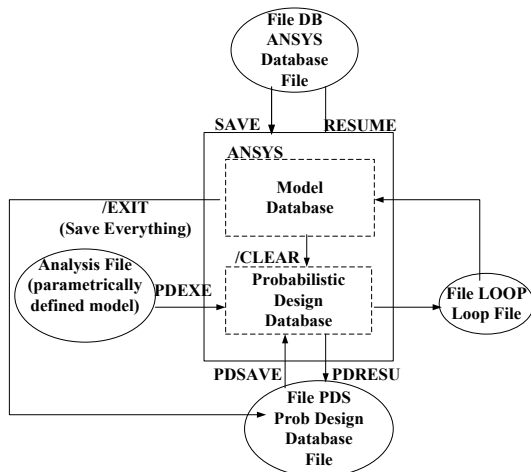 File DB
ANSYS
Database
File
SAVE
RESUME
ANSYS
Model
Database
/EXIT
(Save Everything)
/CLEAR
Analysis File
(parametrically
defined model)
PDEXE
Probabilistic
Design
Database
File LOOP
Loop File
PDSAVE
PDRESU
File PDS
Prob Design
Database
File